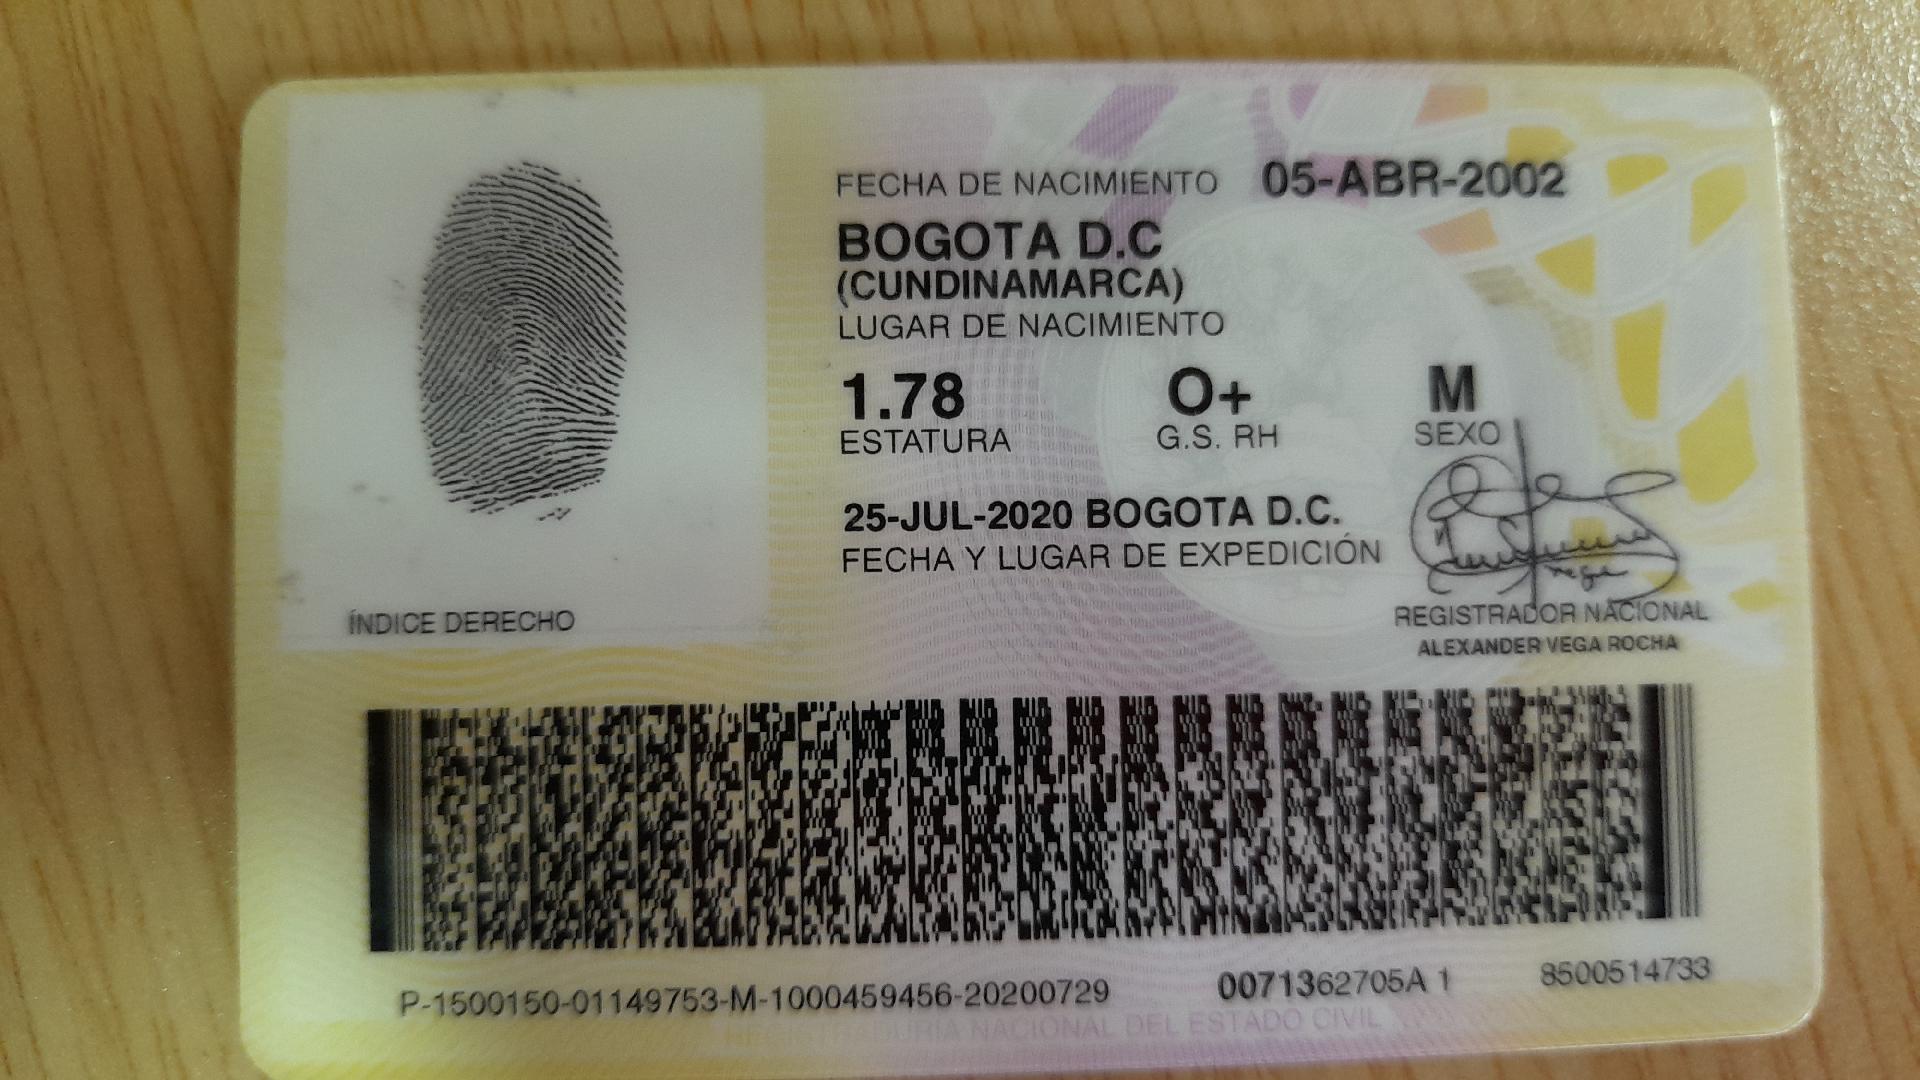 FECHA DE NACIMIENTO 05-ABR-2002
BOGOTA D.C
(CUNDINAMARCA)
LUGAR DE NACIMIENTO
1.78 O+ M
ESTATURA G.S. RH SEXO
25-JUL-2020 BOGOTA D.C.
FECHA Y LUGAR DE EXPEDICIÓN
ÍNDICE DERECHO
REGISTRADOR NACIONAL
ALEXANDER VEGA ROCHA
P-1500150-01149753-M-1000459456-20200729 0071362705A 1 8500514733
REGISTRADURIA NACIONAL DEL ESTADO CIVIL